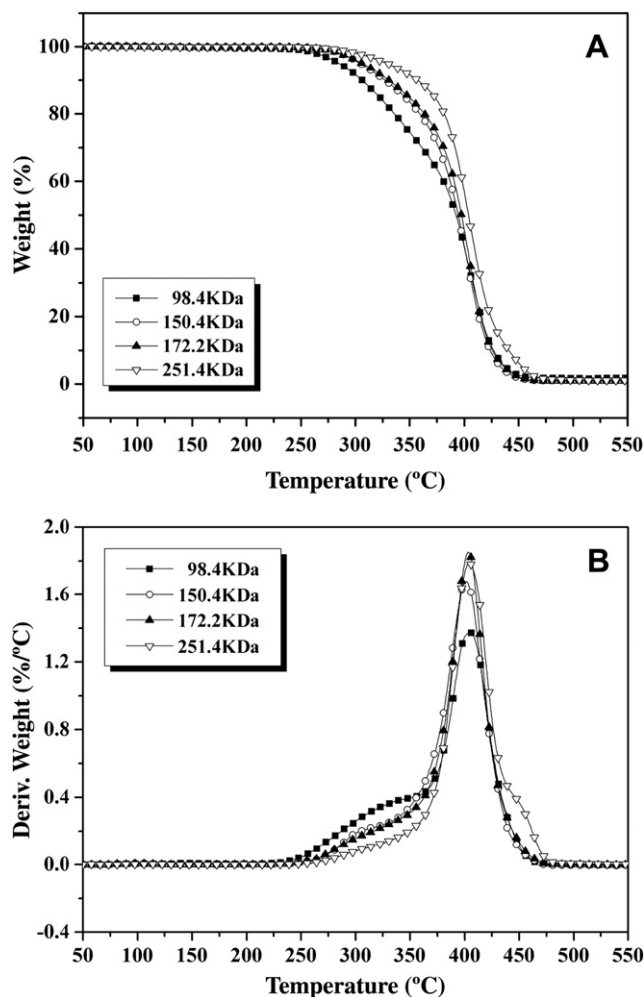 A
100
80
60
40
20
0
Weight (%)
98.4KDa
150.4KDa
172.2KDa
251.4KDa
50 100 150 200 250 300 350 400 450 500 550
Temperature (ºC)
B
2.0
1.6
1.2
0.8
0.4
0.0
-0.4
Deriv. Weight (%/ºC)
98.4KDa
150.4KDa
172.2KDa
251.4KDa
50 100 150 200 250 300 350 400 450 500 550
Temperature (ºC)